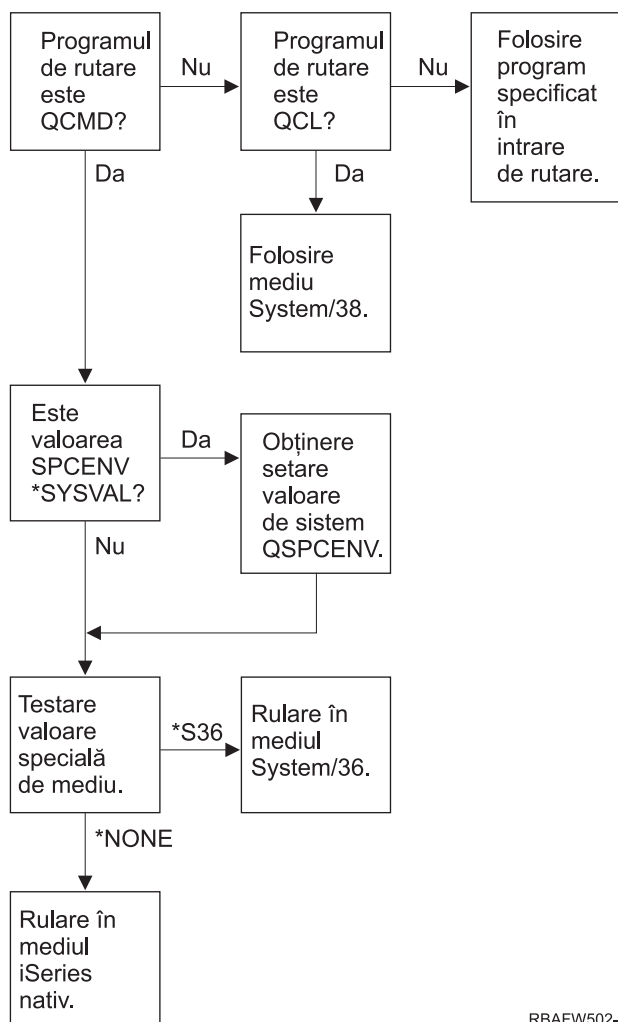 Programul
de rutare
este
QCMD?
Nu
Programul
de rutare
este
QCL?
Nu
Folosire
program
specificat
în
intrare
de rutare.
Da
Da
Folosire
mediu
System/38.
Este
valoarea
SPCENV
*SYSVAL?
Da
Obținere
setare
valoare
de sistem
QSPCENV.
Nu
Testare
valoare
specială
de mediu.
*S36
Rulare în
mediul
System/36.
*NONE
Rulare în
mediul
iSeries
nativ.